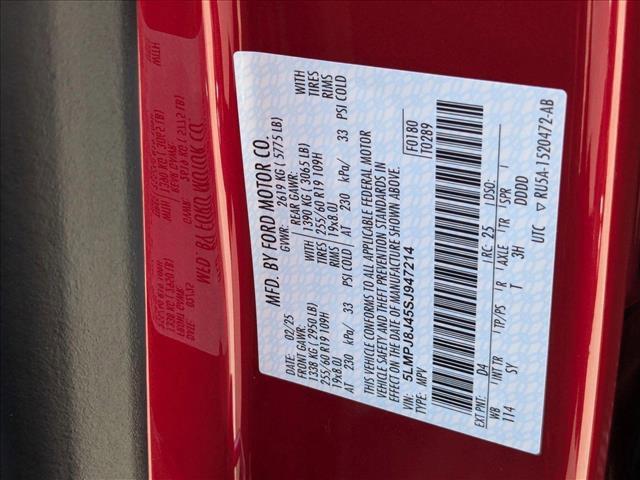 MFD. BY FORD MOTOR CO.
02/25 GVWR: 2619 KG ( 5775 LB)
FRONT GAWR: REAR GAWR: WITH
1338 KG ( 2950 LB) 1390 KG ( 3065 LB) TIRES
255/60 R19 109H WITH TIRES 255/60 R19 109H RIMS
19x8.0J RIMS 19x8.0J
AT 230 kPa/ 33 PSI COLD AT 230 kPa/ 33 PSI COLD
THIS VEHICLE CONFORMS TO ALL APPLICABLE FEDERAL MOTOR
VEHICLE SAFETY AND THEFT PREVENTION STANDARDS IN
EFFECT ON THE DATE OF MANUFACTURE SHOWN ABOVE.
VIN: 5LMPJ8J45SJ947214 F0180
TYPE: MPV T0289
EXT PNT: D4 RC: 25 DSO:
WB INT TR TP/PS R AXLE TR SPR
114 SY T 3H DDDD
UTC ▽ RU5A-1520472-AB